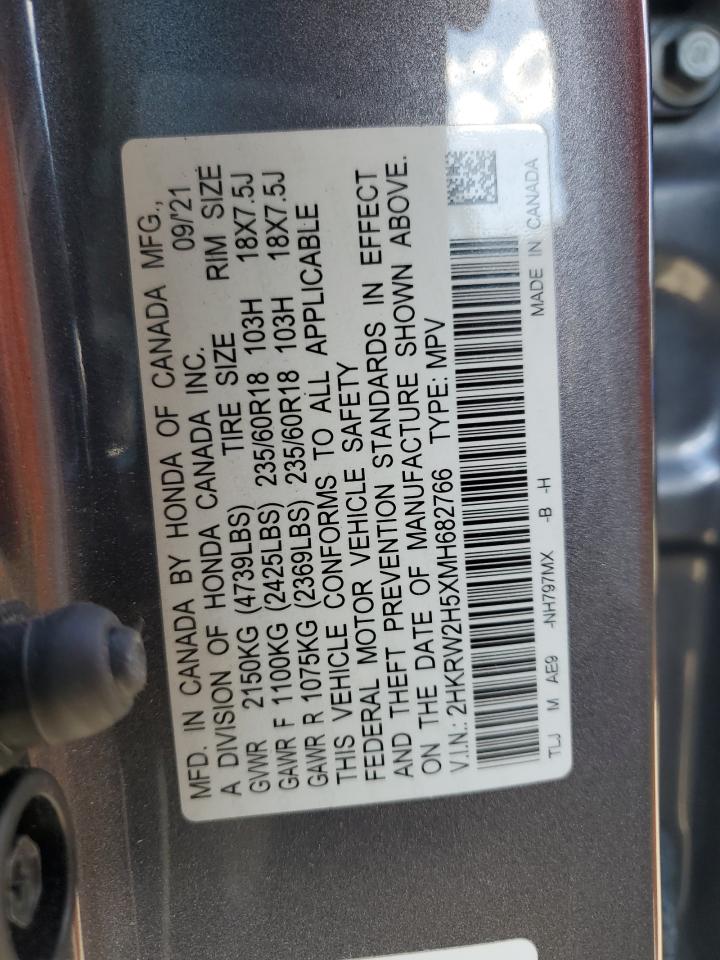 MFD. IN CANADA BY HONDA OF CANADA MFG.,
A DIVISION OF HONDA CANADA INC. 09/'21
GVWR 2150KG (4739LBS) TIRE SIZE RIM SIZE
GAWR F 1100KG (2425LBS) 235/60R18 103H 18X7.5J
GAWR R 1075KG (2369LBS) 235/60R18 103H 18X7.5J
THIS VEHICLE CONFORMS TO ALL APPLICABLE
FEDERAL MOTOR VEHICLE SAFETY
AND THEFT PREVENTION STANDARDS IN EFFECT
ON THE DATE OF MANUFACTURE SHOWN ABOVE.
V.I.N.: 2HKRW2H5XMH682766 TYPE: MPV
TLJ M AE9 -NH797MX -B -H MADE IN CANADA